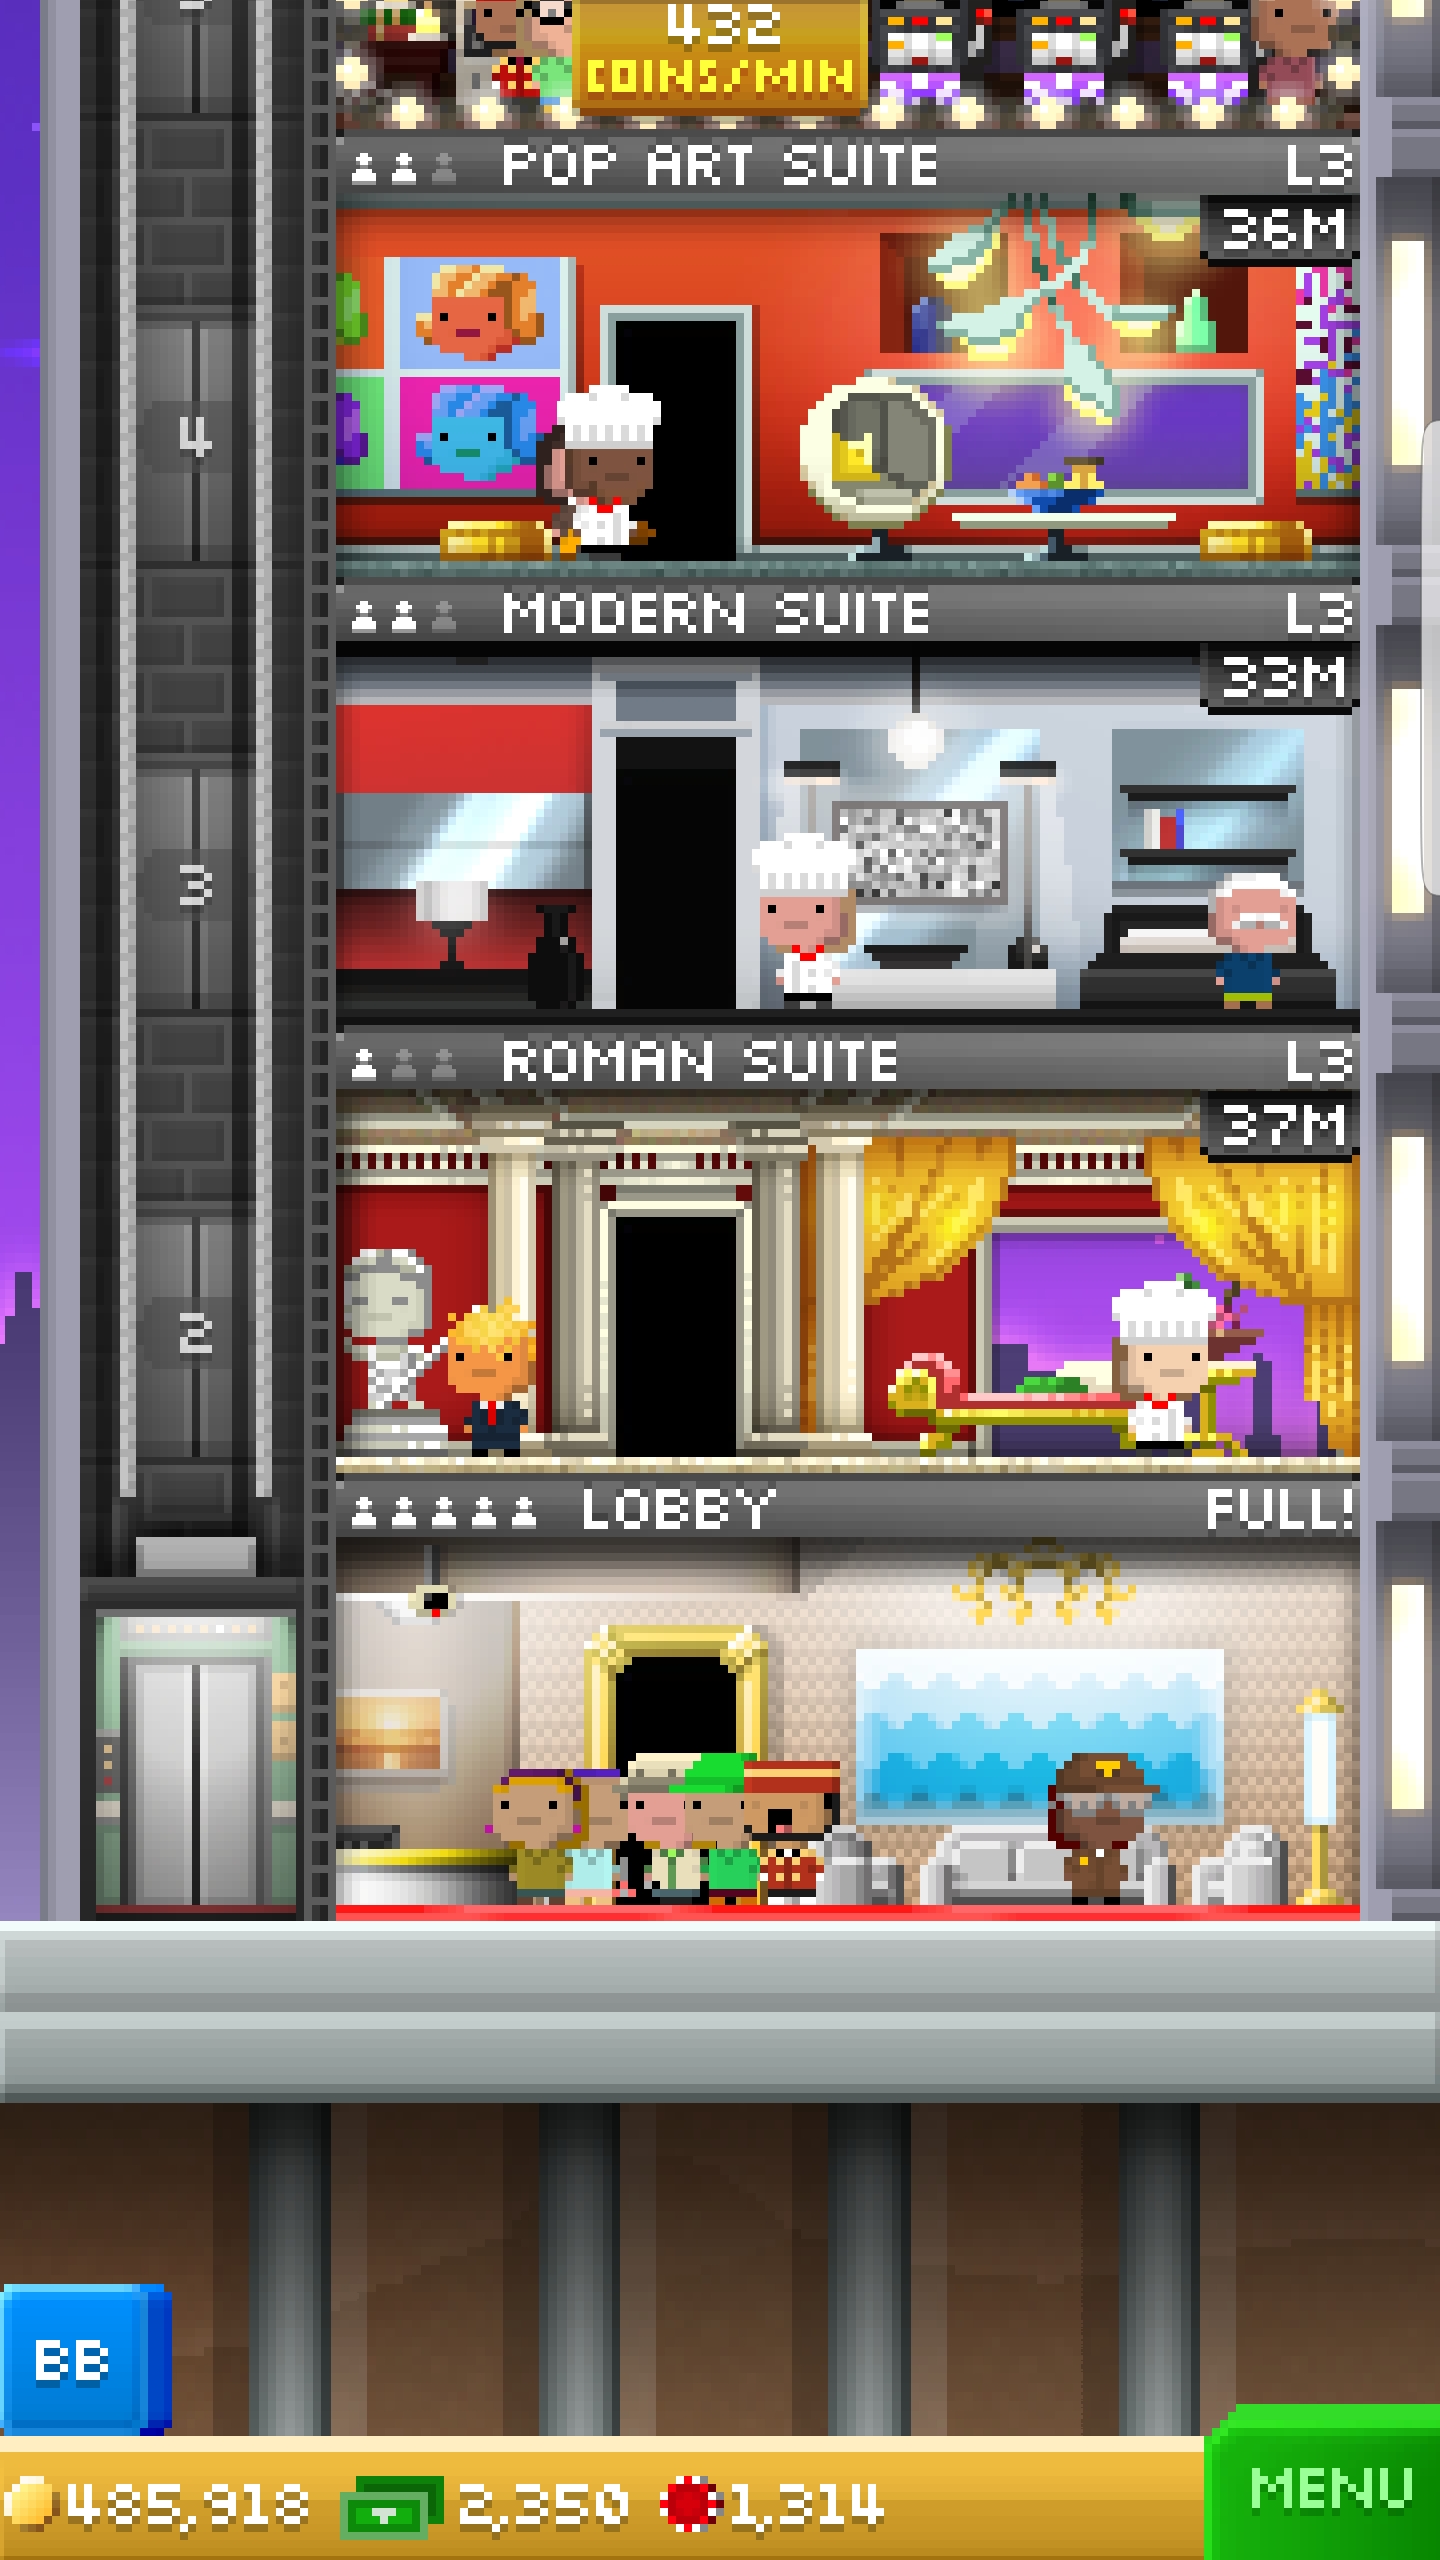 432
COINS/MIN
POP ART SUITE L3
36M
4
MODERN SUITE L3
33M
3
ROMAN SUITE L3
37M
2
LOBBY FULL!
BB
MENU
485,918 2,350 1,314